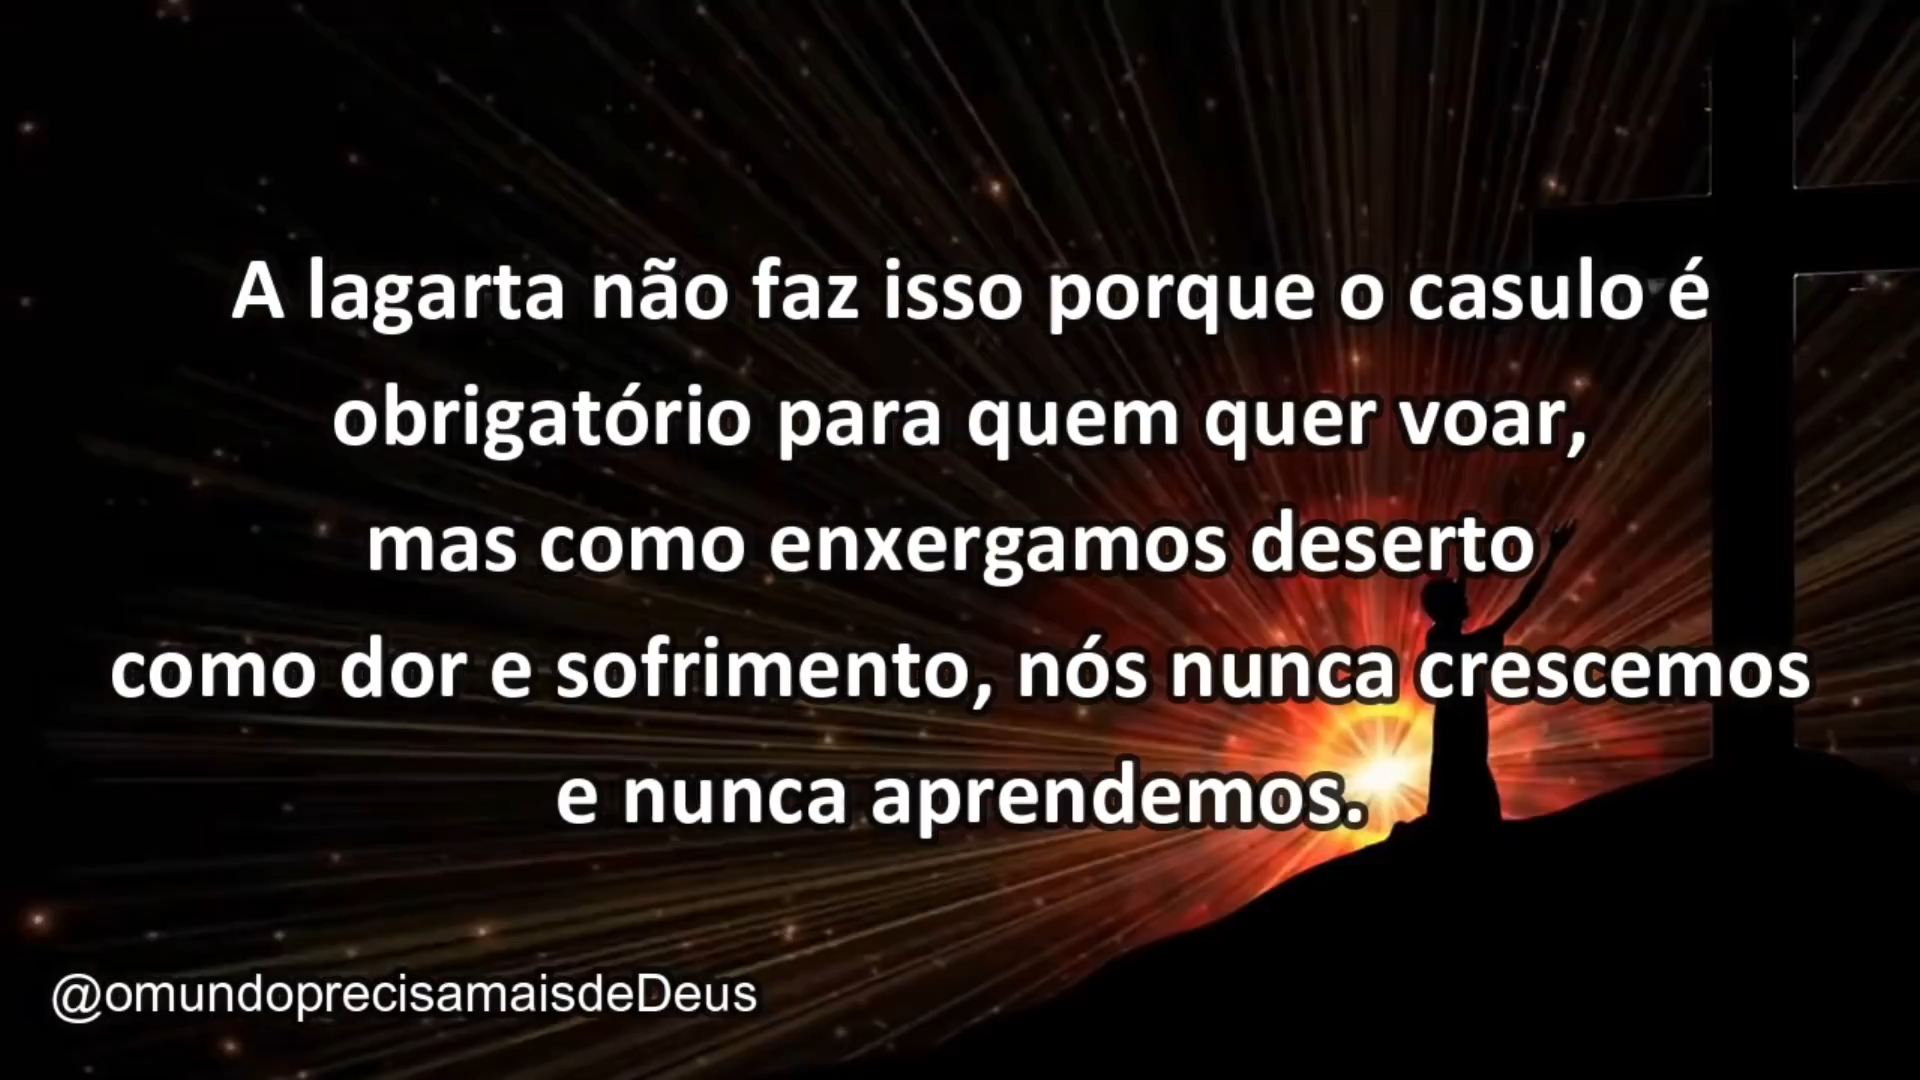 A lagarta não faz isso porque o casulo é
obrigatório para quem quer voar,
mas como enxergamos deserto
como dor e sofrimento, nós nunca crescemos
e nunca aprendemos.
@omundoprecisamaisdeDeus